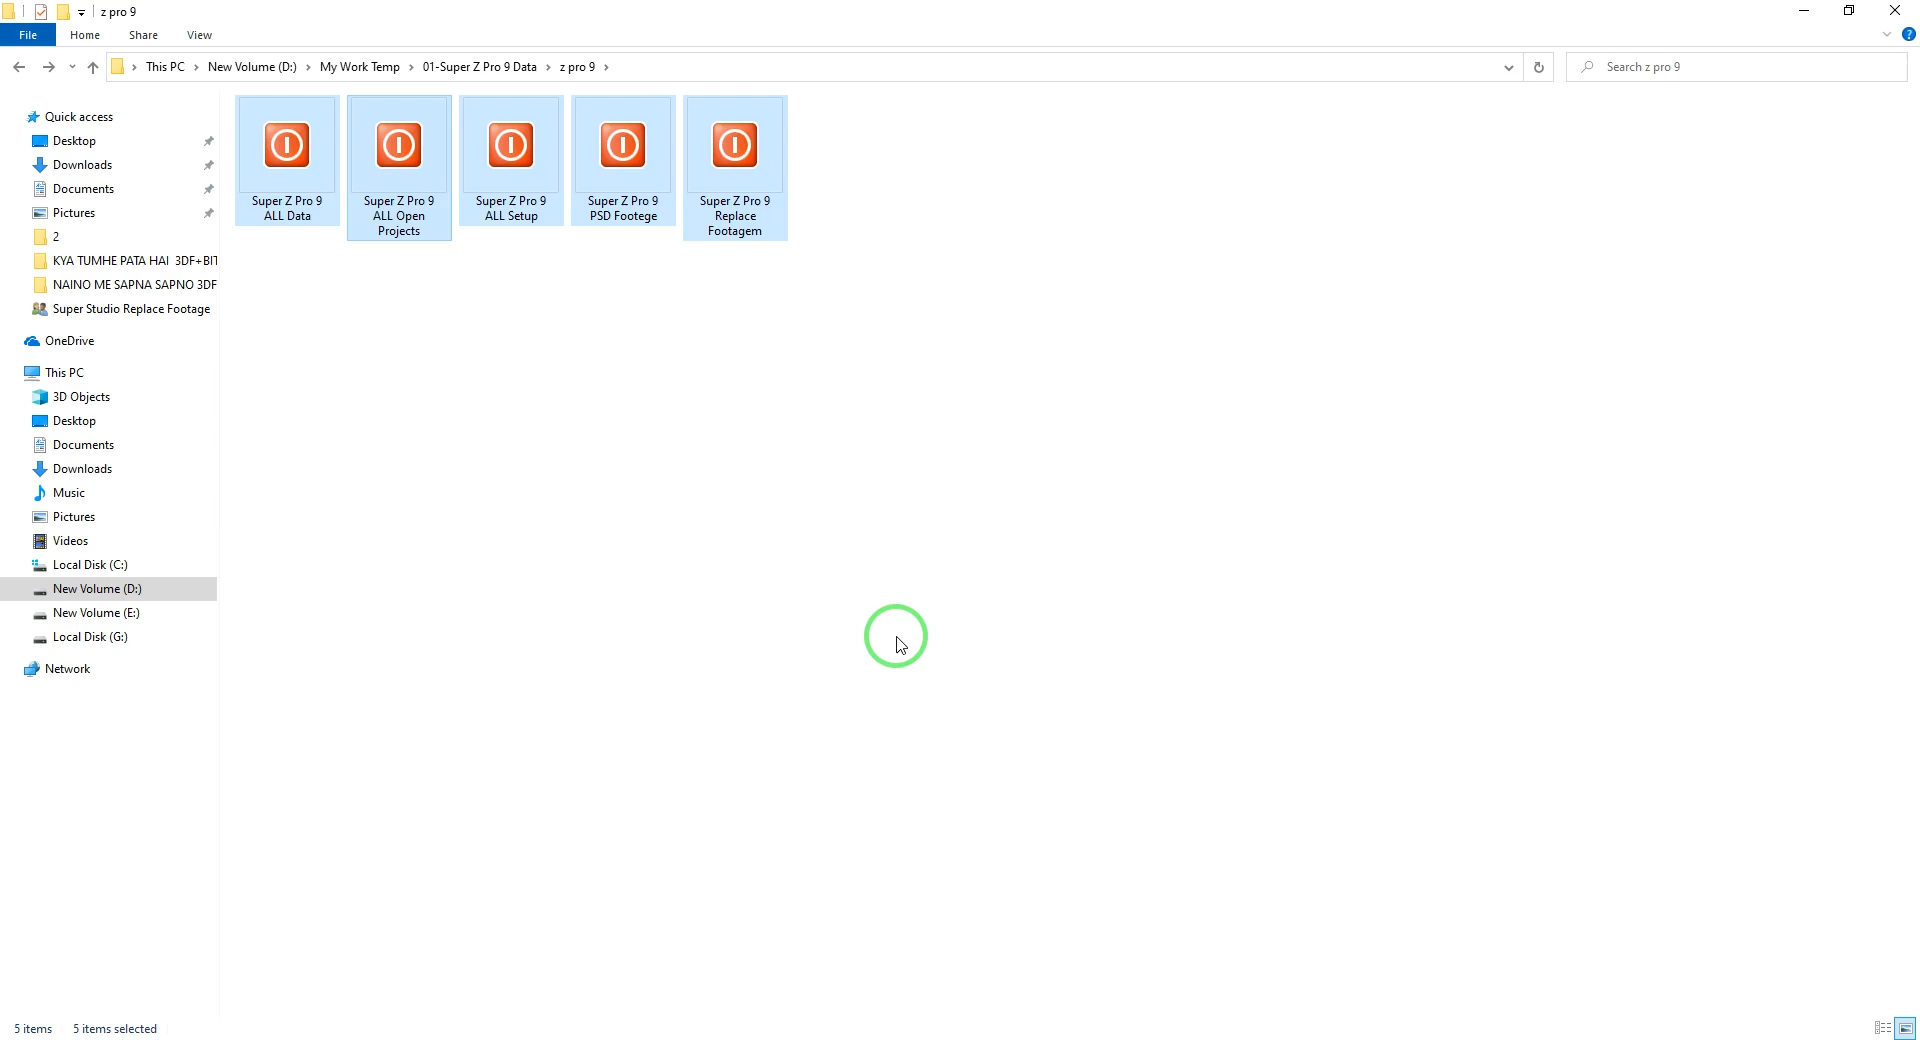 z pro 9
File Home Share View
This PC New Volume (D:) My Work Temp 01-Super Z Pro 9 Data z pro 9
Search z pro 9
Quick access
Desktop
Downloads
Documents
Pictures
2
KYA TUMHE PATA HAI 3DF+BIT
NAINO ME SAPNA SAPNO 3DF
Super Studio Replace Footage
OneDrive
This PC
3D Objects
Desktop
Documents
Downloads
Music
Pictures
Videos
Local Disk (C:)
New Volume (D:)
New Volume (E:)
Local Disk (G:)
Network
Super Z Pro 9
ALL Data
Super Z Pro 9
ALL Open
Projects
Super Z Pro 9
ALL Setup
Super Z Pro 9
PSD Footege
Super Z Pro 9
Replace
Footagem
5 items 5 items selected